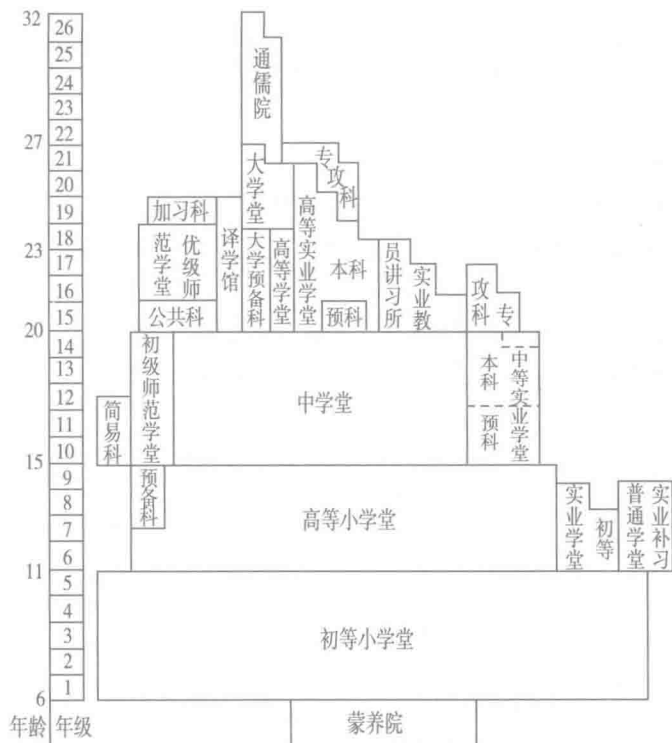 32
26
25
24
23
22
27
21
20
19
18
23
17
16
15
20
14
13
12
11
10
15
9
8
7
6
11
5
4
3
2
1
6
年龄
年级
通儒院
大学堂
专攻科
加习科
优级师范学堂
公共科
译学馆
大学预备科
高等学堂
高等实业学堂
本科
预科
实业教员讲习所
专攻科
初级师范学堂
简易科
中学堂
本科
预科
中等实业学堂
预备科
高等小学堂
初等实业学堂
实业补习普通学堂
初等小学堂
蒙养院